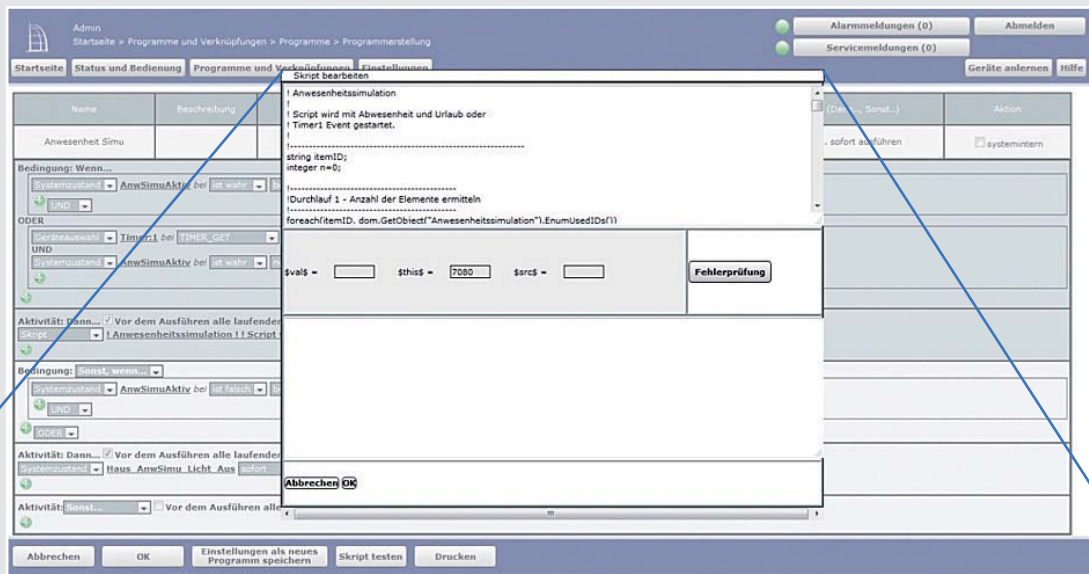 Admin
Startseite > Programme und Verknüpfungen > Programme > Programmerstellung
Alarmmeldungen (0)
Abmelden
Servicemeldungen (0)
Startseite
Status und Bedienung
Programme und Verknüpfungen
Einstellungen
Geräte anlernen
Hilfe
Name
Beschreibung
Aktion
Anwesenheit Simu
sofort ausführen
systemintern
Bedingung: Wenn...
Systemzustand AnwSimuAktiv bei ist wahr
UND
ODER
Geräteauswahl Timer:1 bei TIMER_GET
UND
Systemzustand AnwSimuAktiv bei ist wahr
Aktivität: Dann... Vor dem Ausführen alle laufenden
Skript ! Anwesenheitssimulation ! ! Script
Bedingung: Sonst, wenn...
Systemzustand AnwSimuAktiv bei ist falsch
UND
ODER
Aktivität: Dann... Vor dem Ausführen alle laufenden
Systemzustand Haus_AnwSimu_Licht_Aus sofort
Aktivität: Sonst... Vor dem Ausführen alle
Skript bearbeiten
! Anwesenheitssimulation
!
! Script wird mit Abwesenheit und Urlaub oder
! Timer1 Event gestartet.
!
!------------------------------------------------------------
string itemID;
integer n=0;
!-------------------------------------------
!Durchlauf 1 - Anzahl der Elemente ermitteln
!-------------------------------------------
foreach(itemID, dom.GetObject("Anwesenheitssimulation").EnumUsedIDs())
$val$ =
$this$ = 7080
$src$ =
Fehlerprüfung
Abbrechen
OK
Abbrechen
OK
Einstellungen als neues
Programm speichern
Skript testen
Drucken